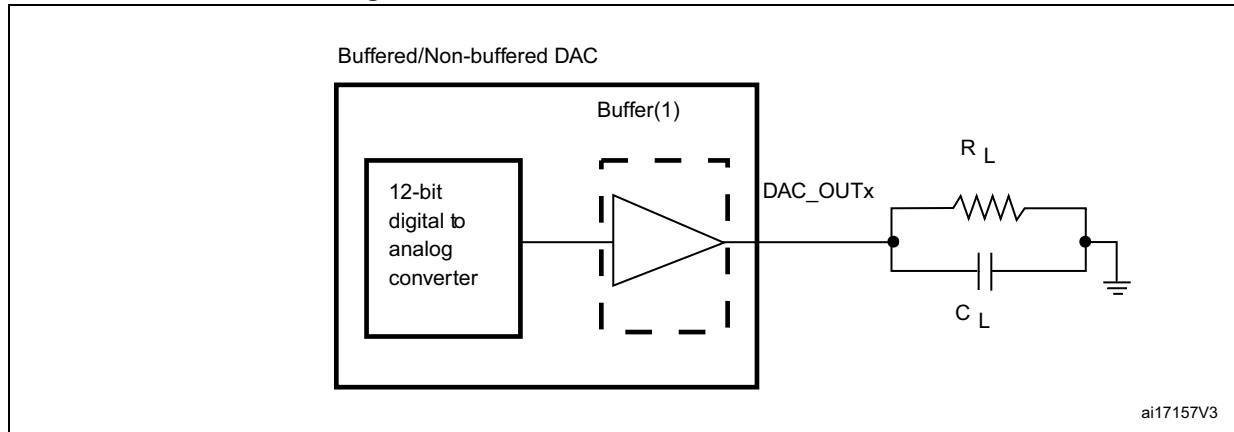 Buffered/Non-buffered DAC
Buffer(1)
12-bit
digital to
analog
converter
DAC_OUTx
R L
C L
ai17157V3